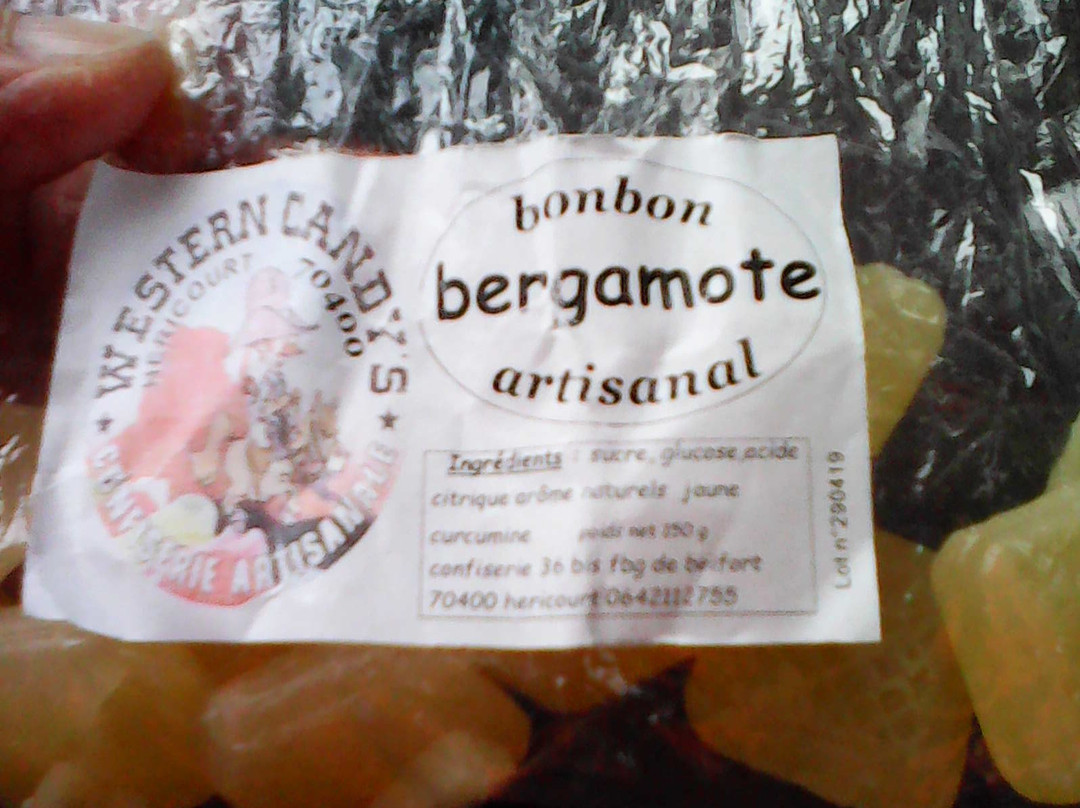 ★ WESTERN CANDY'S ★
HERICOURT 70400
CONFISERIE ARTISANALE
bonbon
bergamote
artisanal
Ingrédients : sucre, glucose, acide
citrique arôme naturels jaune
curcumine poids net 250 g
confiserie 36 bis fbg de belfort
70400 hericourt 0642112755
Lot n°290419